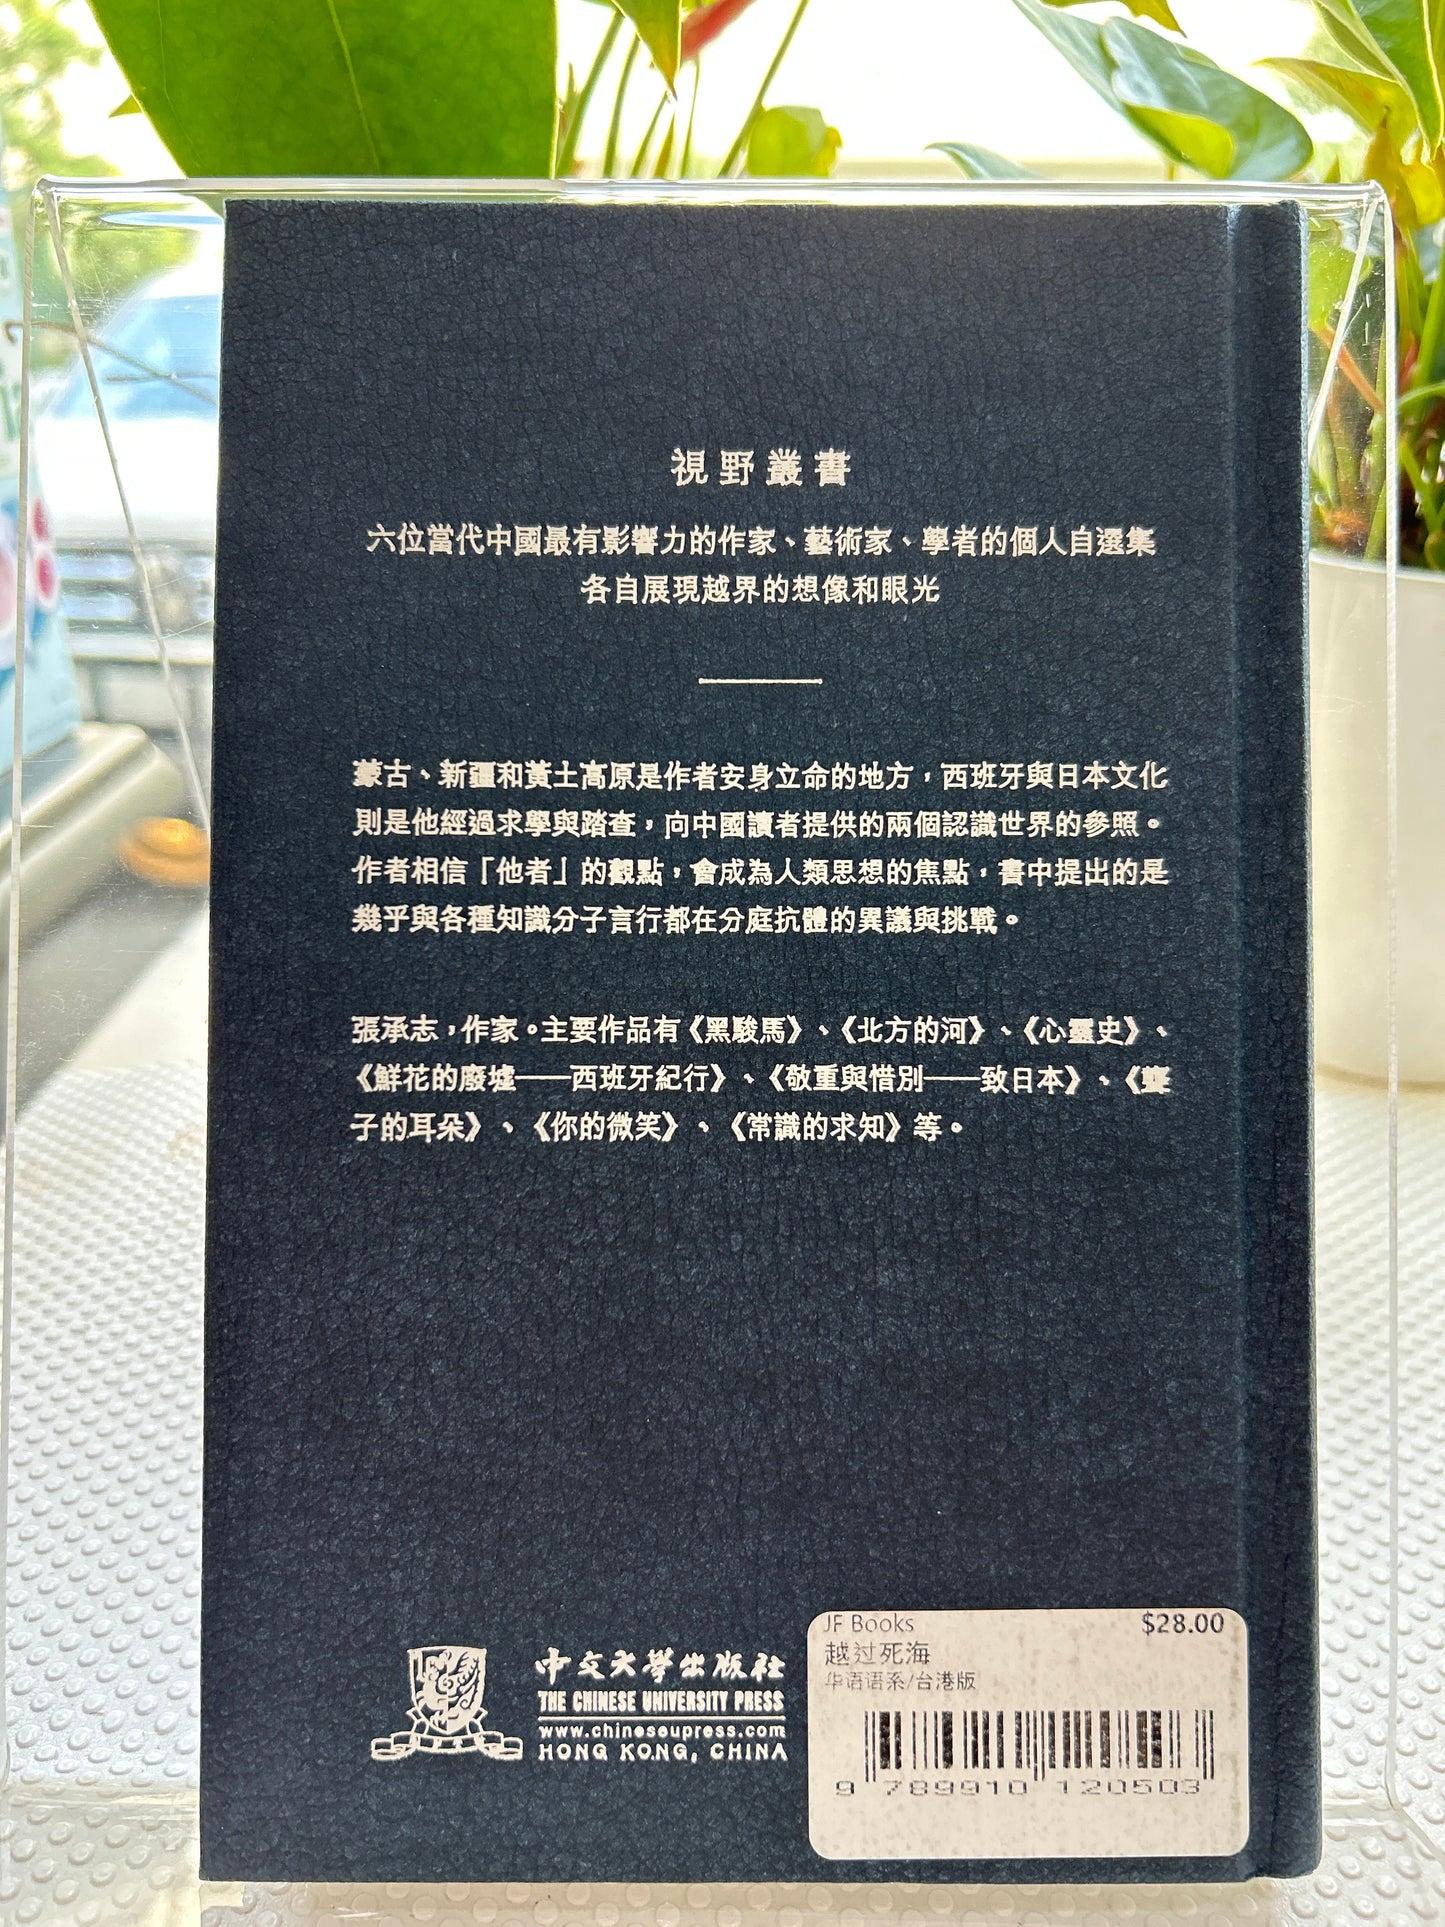 視野叢書
六位當代中國最有影響力的作家、藝術家、學者的個人自選集
各自展現越界的想像和眼光
蒙古、新疆和黃土高原是作者安身立命的地方，西班牙與日本文化
則是他經過求學與踏查，向中國讀者提供的兩個認識世界的參照。
作者相信「他者」的觀點，會成為人類思想的焦點，書中提出的是
幾乎與各種知識分子言行都在分庭抗體的異議與挑戰。
張承志，作家。主要作品有《黑駿馬》、《北方的河》、《心靈史》、
《鮮花的廢墟——西班牙紀行》、《敬重與惜別——致日本》、《聾
子的耳朵》、《你的微笑》、《常識的求知》等。
中文大學出版社
THE CHINESE UNIVERSITY PRESS
www.chineseupress.com
HONG KONG, CHINA
JF Books $28.00
越过死海
华语语系/台港版
9 789910 120503